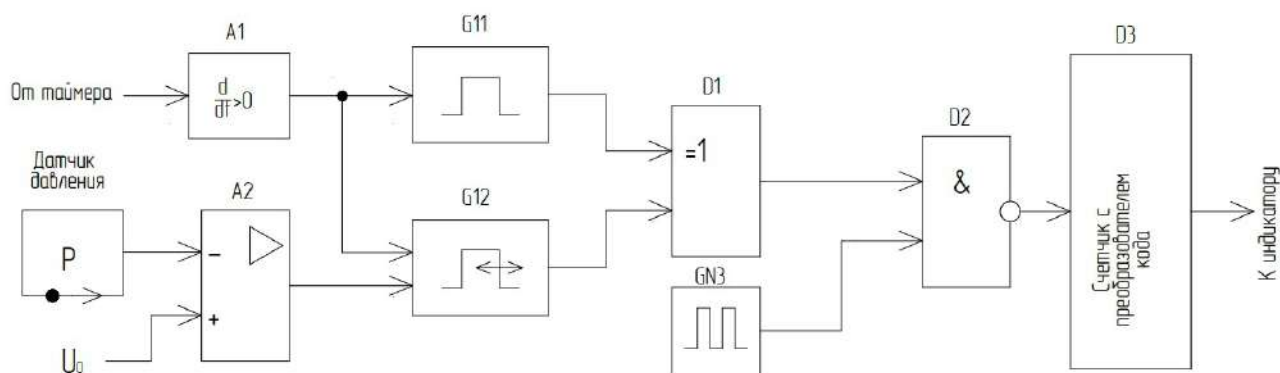 A1
G11
От таймера
d
dT >0
D1
=1
D2
&
D3
Датчик
давления
P
A2
-
+
U₀
G12
GN3
Счетчик с
преобразователем
кода
К индикатору